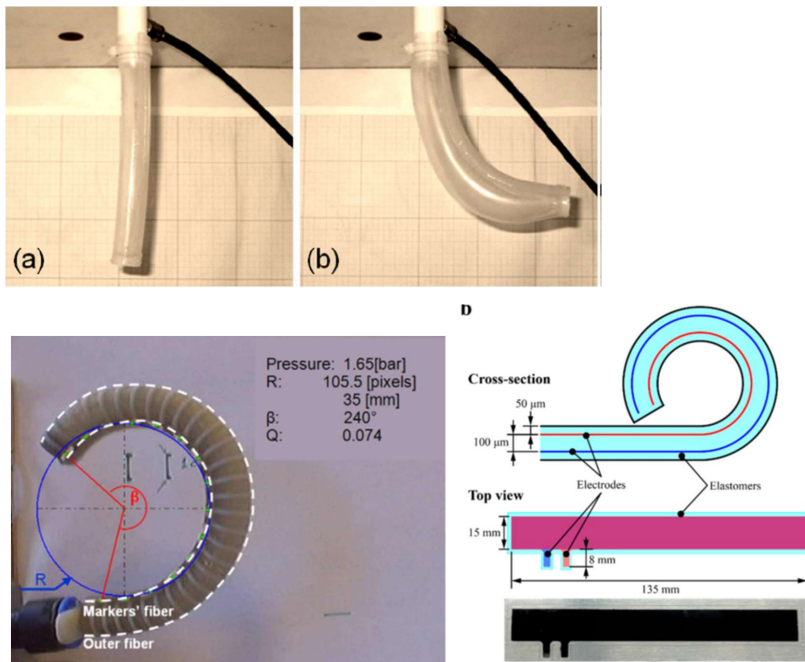 (a)
(b)
Pressure: 1.65[bar]
R: 105.5 [pixels]
35 [mm]
β: 240°
Q: 0.074
β
R
Markers' fiber
Outer fiber
Cross-section
50 μm
100 μm
Electrodes
Elastomers
Top view
15 mm
8 mm
135 mm